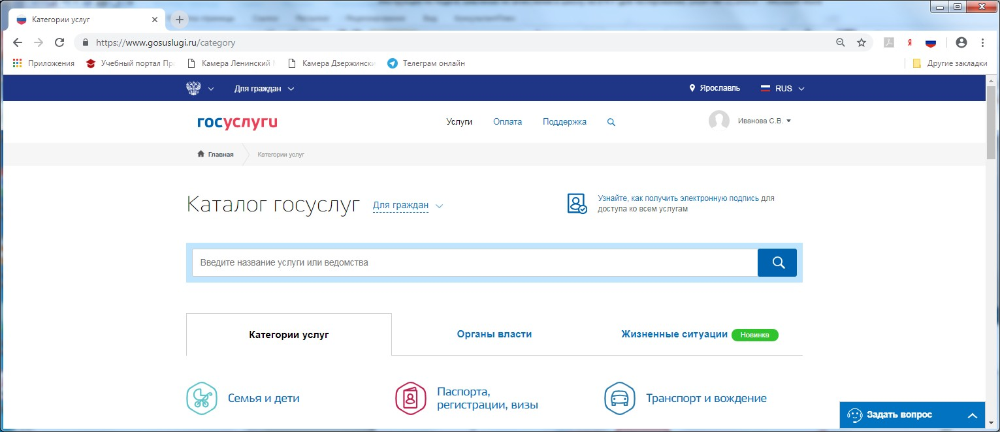 Категории услуг
https://www.gosuslugi.ru/category
Приложения
Учебный портал Пра
Камера Ленинский
Камера Дзержински
Телеграм онлайн
Другие закладки
Для граждан
Ярославль
RUS
госуслуги
Услуги
Оплата
Поддержка
Иванова С.В.
Главная
Категории услуг
Каталог госуслуг
Для граждан
Узнайте, как получить электронную подпись для
доступа ко всем услугам
Введите название услуги или ведомства
Категории услуг
Органы власти
Жизненные ситуации
Новинка
Семья и дети
Паспорта,
регистрации, визы
Транспорт и вождение
Задать вопрос